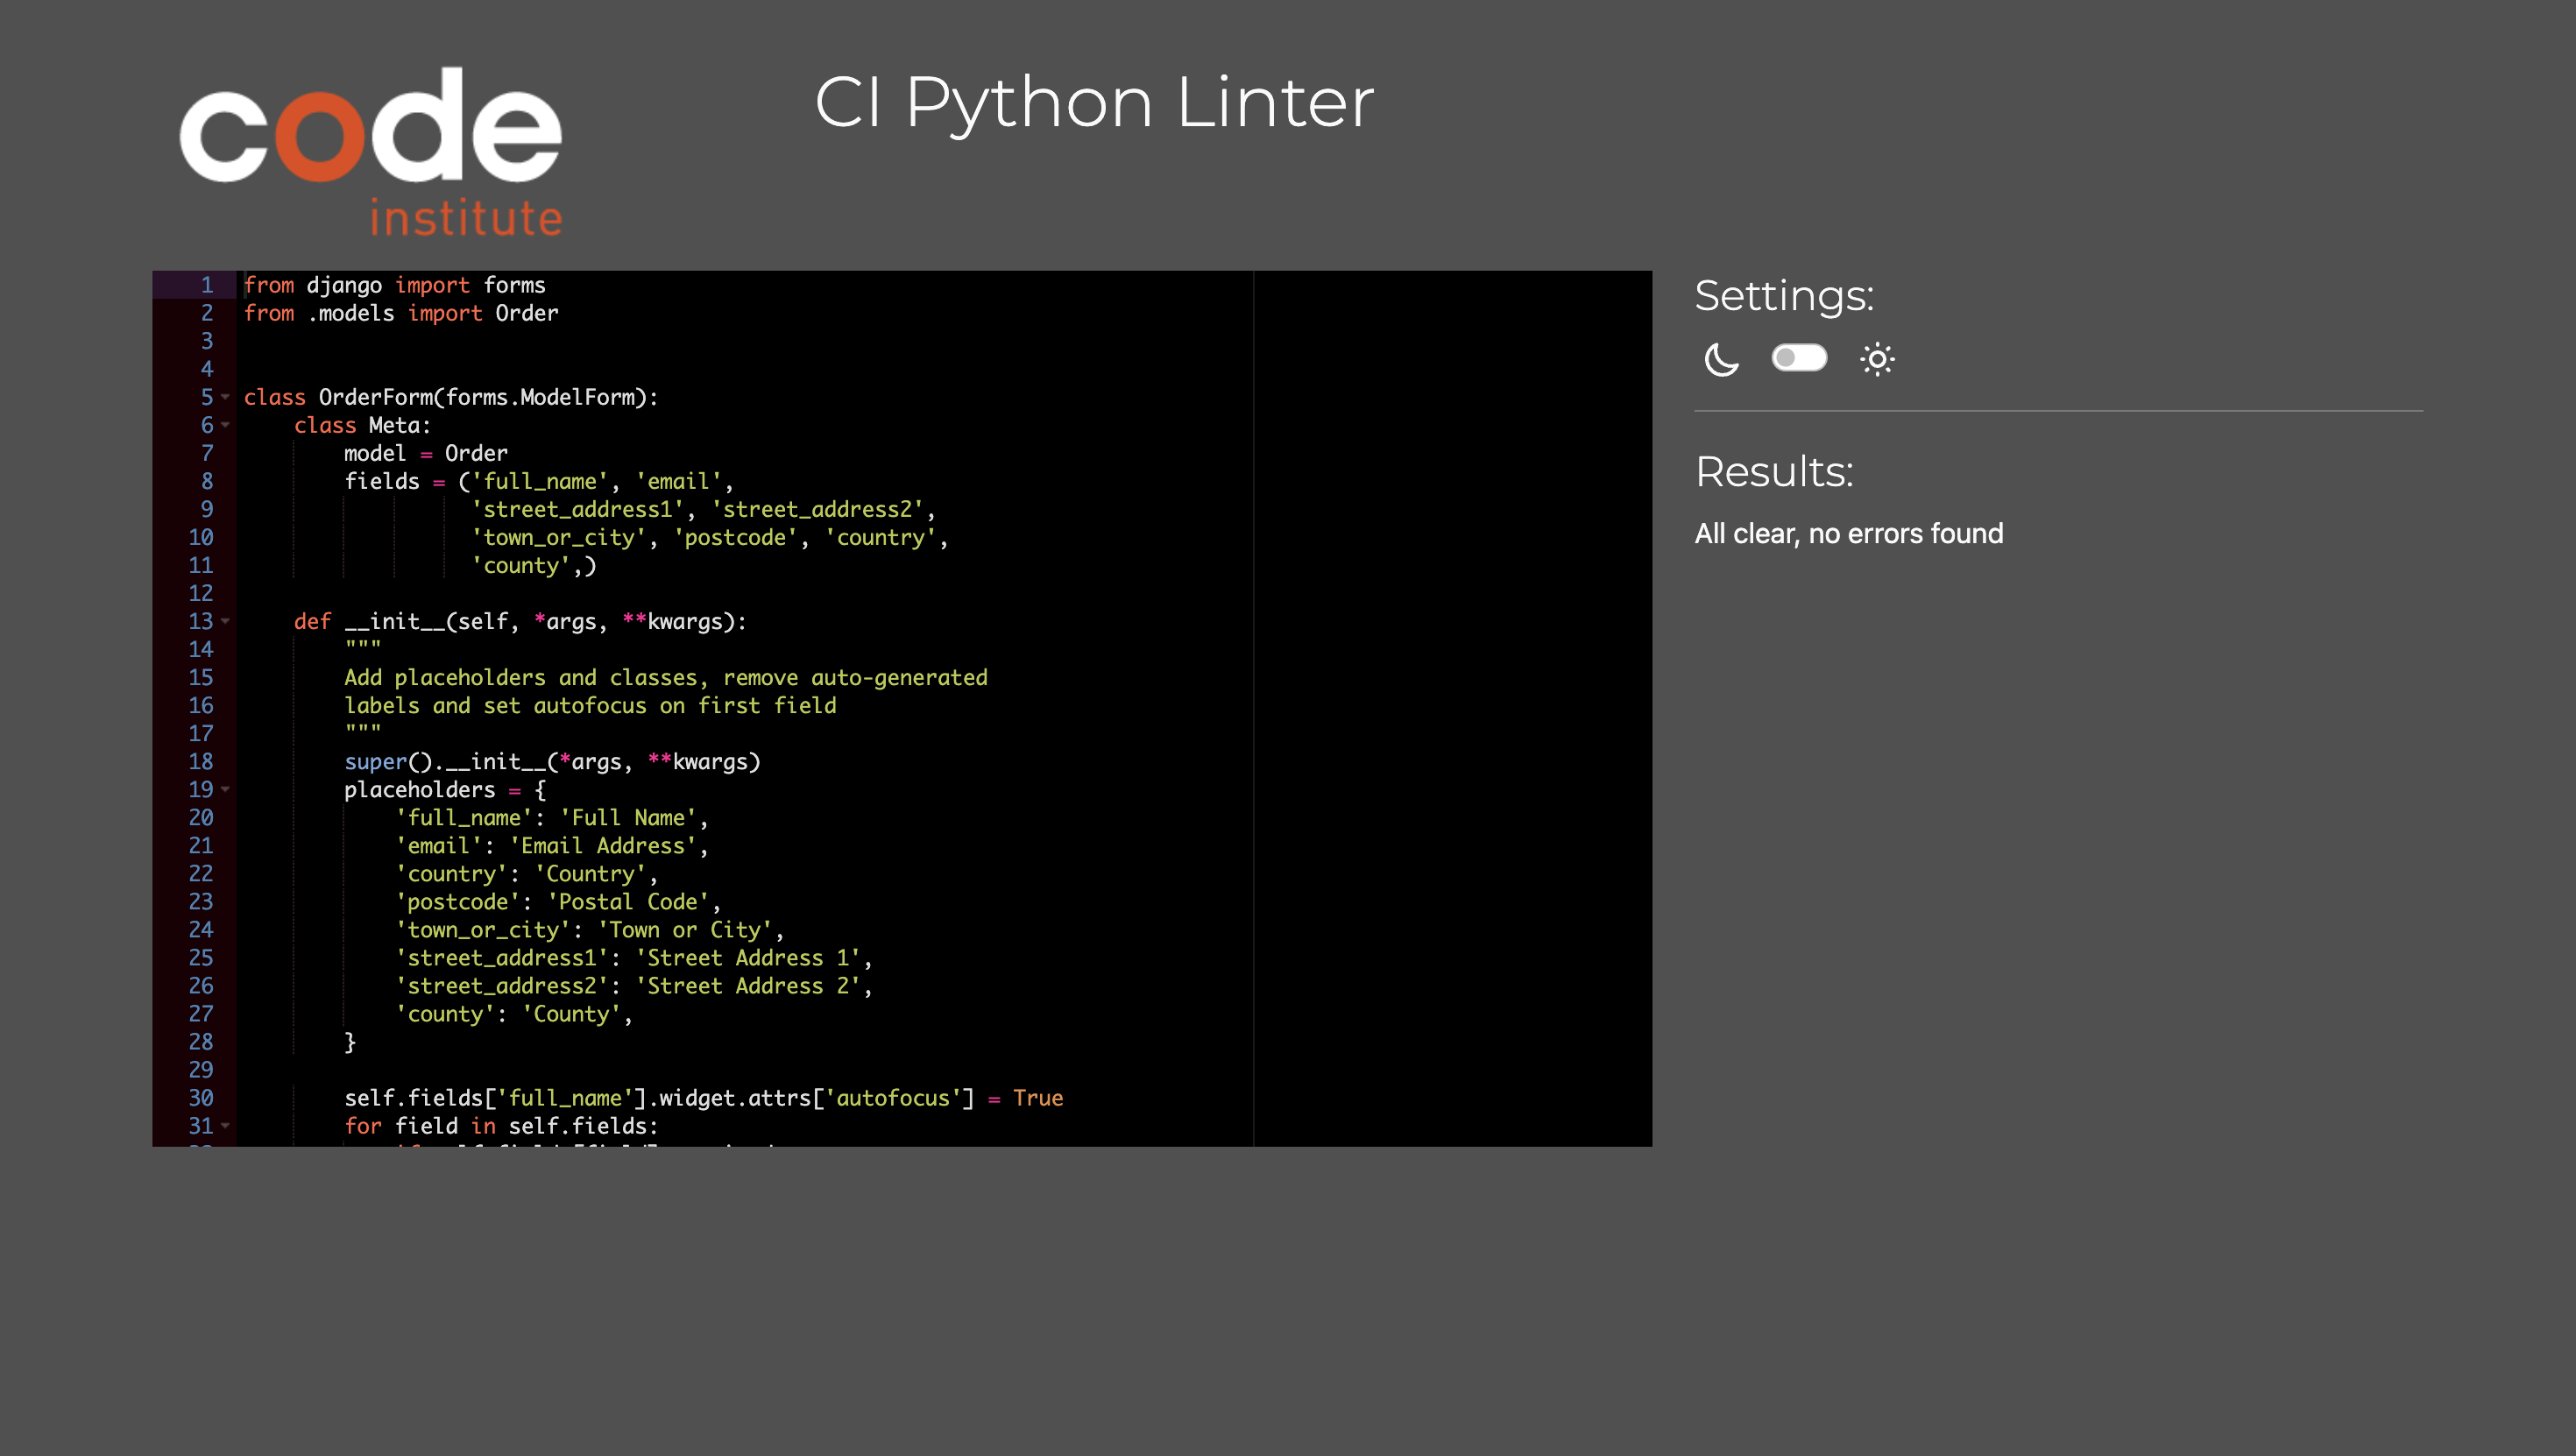 code
institute
CI Python Linter
1 from django import forms
2 from .models import Order
3
4
5 class OrderForm(forms.ModelForm):
6     class Meta:
7         model = Order
8         fields = ('full_name', 'email',
9                   'street_address1', 'street_address2',
10                   'town_or_city', 'postcode', 'country',
11                   'county',)
12
13     def __init__(self, *args, **kwargs):
14         """
15         Add placeholders and classes, remove auto-generated
16         labels and set autofocus on first field
17         """
18         super().__init__(*args, **kwargs)
19         placeholders = {
20             'full_name': 'Full Name',
21             'email': 'Email Address',
22             'country': 'Country',
23             'postcode': 'Postal Code',
24             'town_or_city': 'Town or City',
25             'street_address1': 'Street Address 1',
26             'street_address2': 'Street Address 2',
27             'county': 'County',
28         }
29
30         self.fields['full_name'].widget.attrs['autofocus'] = True
31         for field in self.fields:
Settings:
Results:
All clear, no errors found